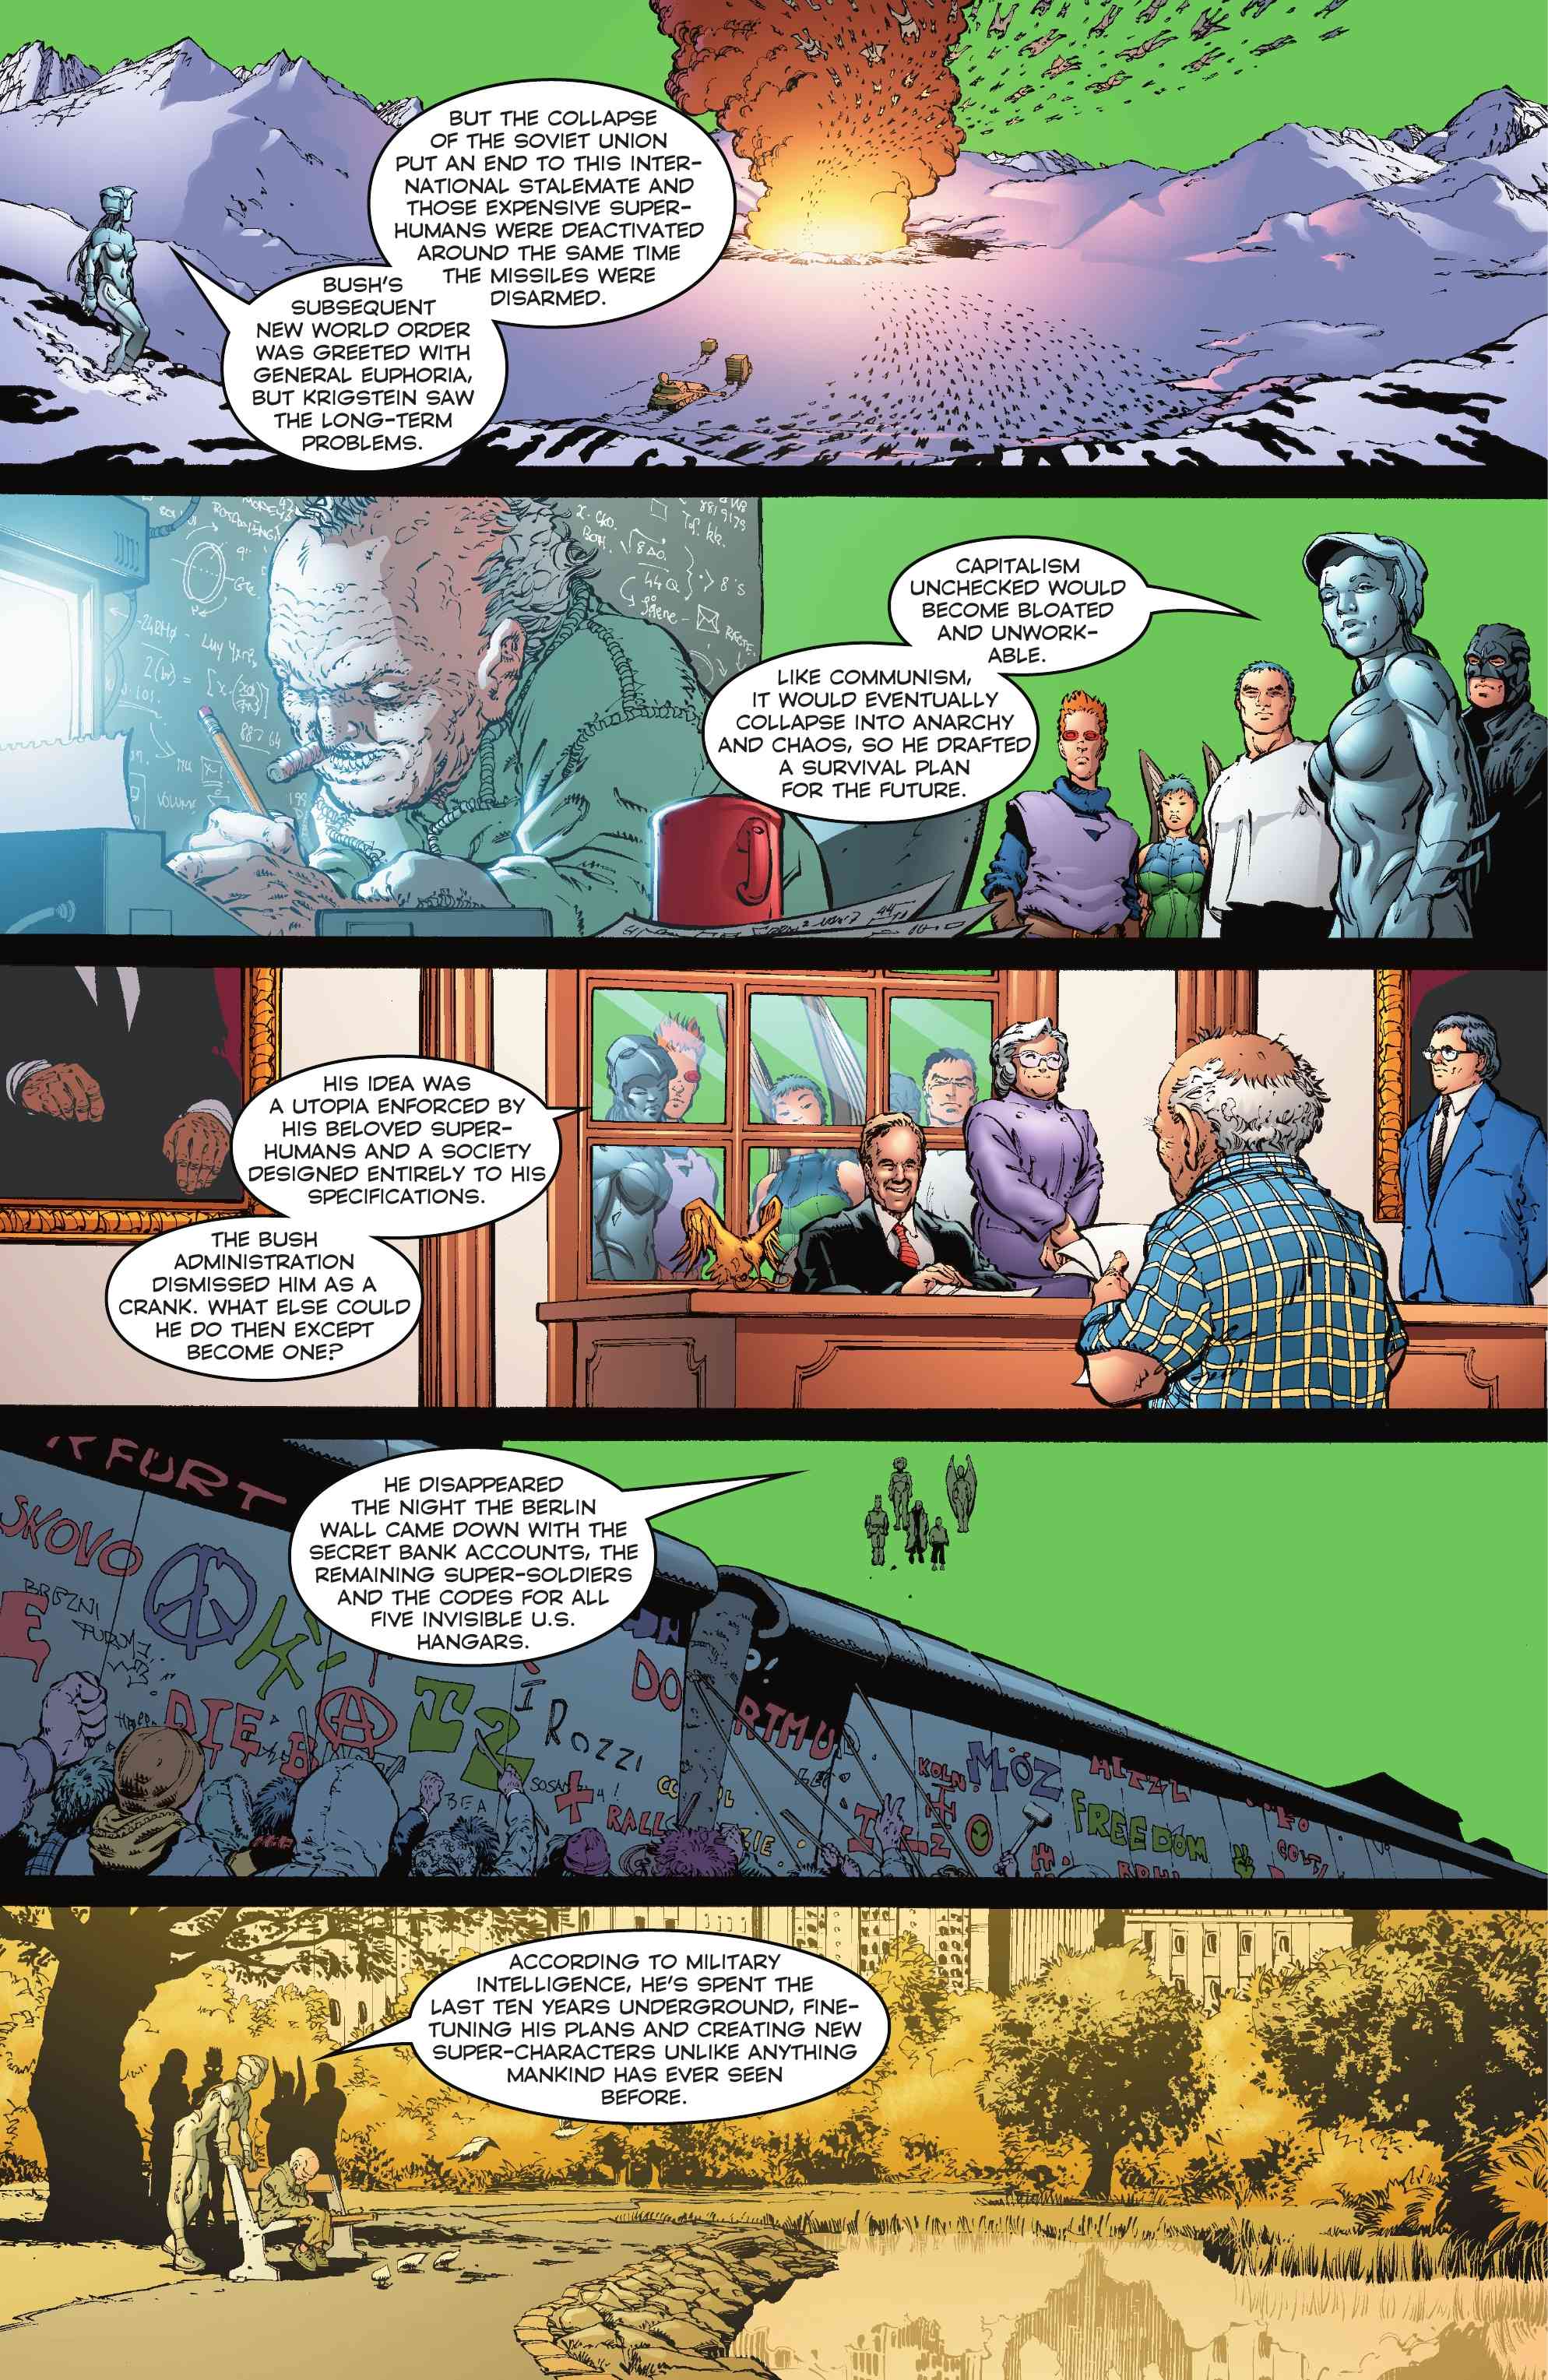 BUT THE COLLAPSE
OF THE SOVIET UNION
PUT AN END TO THIS INTER-
NATIONAL STALEMATE AND
THOSE EXPENSIVE SUPER-
HUMANS WERE DEACTIVATED
AROUND THE SAME TIME
THE MISSILES WERE
DISARMED.
BUSH'S
SUBSEQUENT
NEW WORLD ORDER
WAS GREETED WITH
GENERAL EUPHORIA,
BUT KRIGSTEIN SAW
THE LONG-TERM
PROBLEMS.
CAPITALISM
UNCHECKED WOULD
BECOME BLOATED
AND UNWORK-
ABLE.
LIKE COMMUNISM,
IT WOULD EVENTUALLY
COLLAPSE INTO ANARCHY
AND CHAOS, SO HE DRAFTED
A SURVIVAL PLAN
FOR THE FUTURE.
VOLUME
HIS IDEA WAS
A UTOPIA ENFORCED BY
HIS BELOVED SUPER-
HUMANS AND A SOCIETY
DESIGNED ENTIRELY TO HIS
SPECIFICATIONS.
THE BUSH
ADMINISTRATION
DISMISSED HIM AS A
CRANK. WHAT ELSE COULD
HE DO THEN EXCEPT
BECOME ONE?
HE DISAPPEARED
THE NIGHT THE BERLIN
WALL CAME DOWN WITH THE
SECRET BANK ACCOUNTS, THE
REMAINING SUPER-SOLDIERS
AND THE CODES FOR ALL
FIVE INVISIBLE U.S.
HANGARS.
FURT
SKOVO
DIE
ROZZI
DO
RTMU
KOLN
MOZ
FREEDOM
ACCORDING TO MILITARY
INTELLIGENCE, HE'S SPENT THE
LAST TEN YEARS UNDERGROUND, FINE-
TUNING HIS PLANS AND CREATING NEW
SUPER-CHARACTERS UNLIKE ANYTHING
MANKIND HAS EVER SEEN
BEFORE.